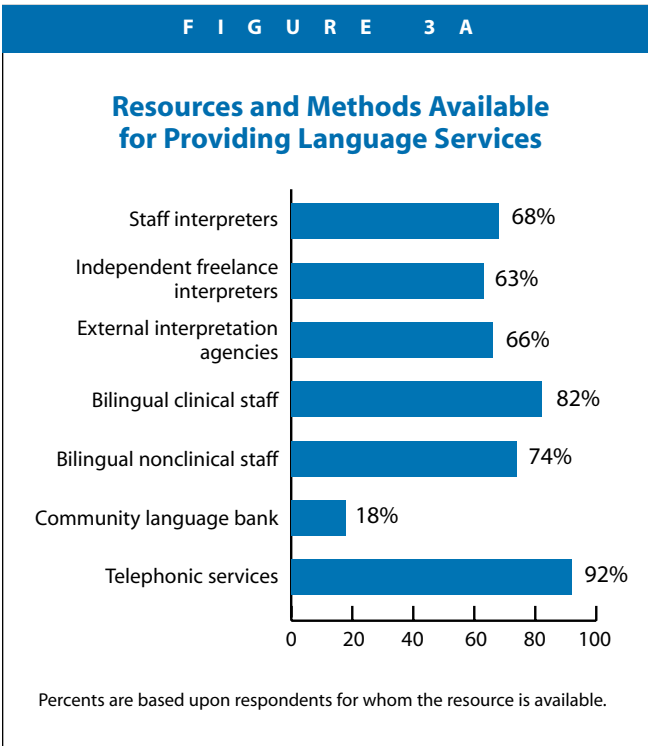 FIGURE 3A
Resources and Methods Available
for Providing Language Services
Staff interpreters 68%
Independent freelance
interpreters 63%
External interpretation
agencies 66%
Bilingual clinical staff 82%
Bilingual nonclinical staff 74%
Community language bank 18%
Telephonic services 92%
0 20 40 60 80 100
Percents are based upon respondents for whom the resource is available.